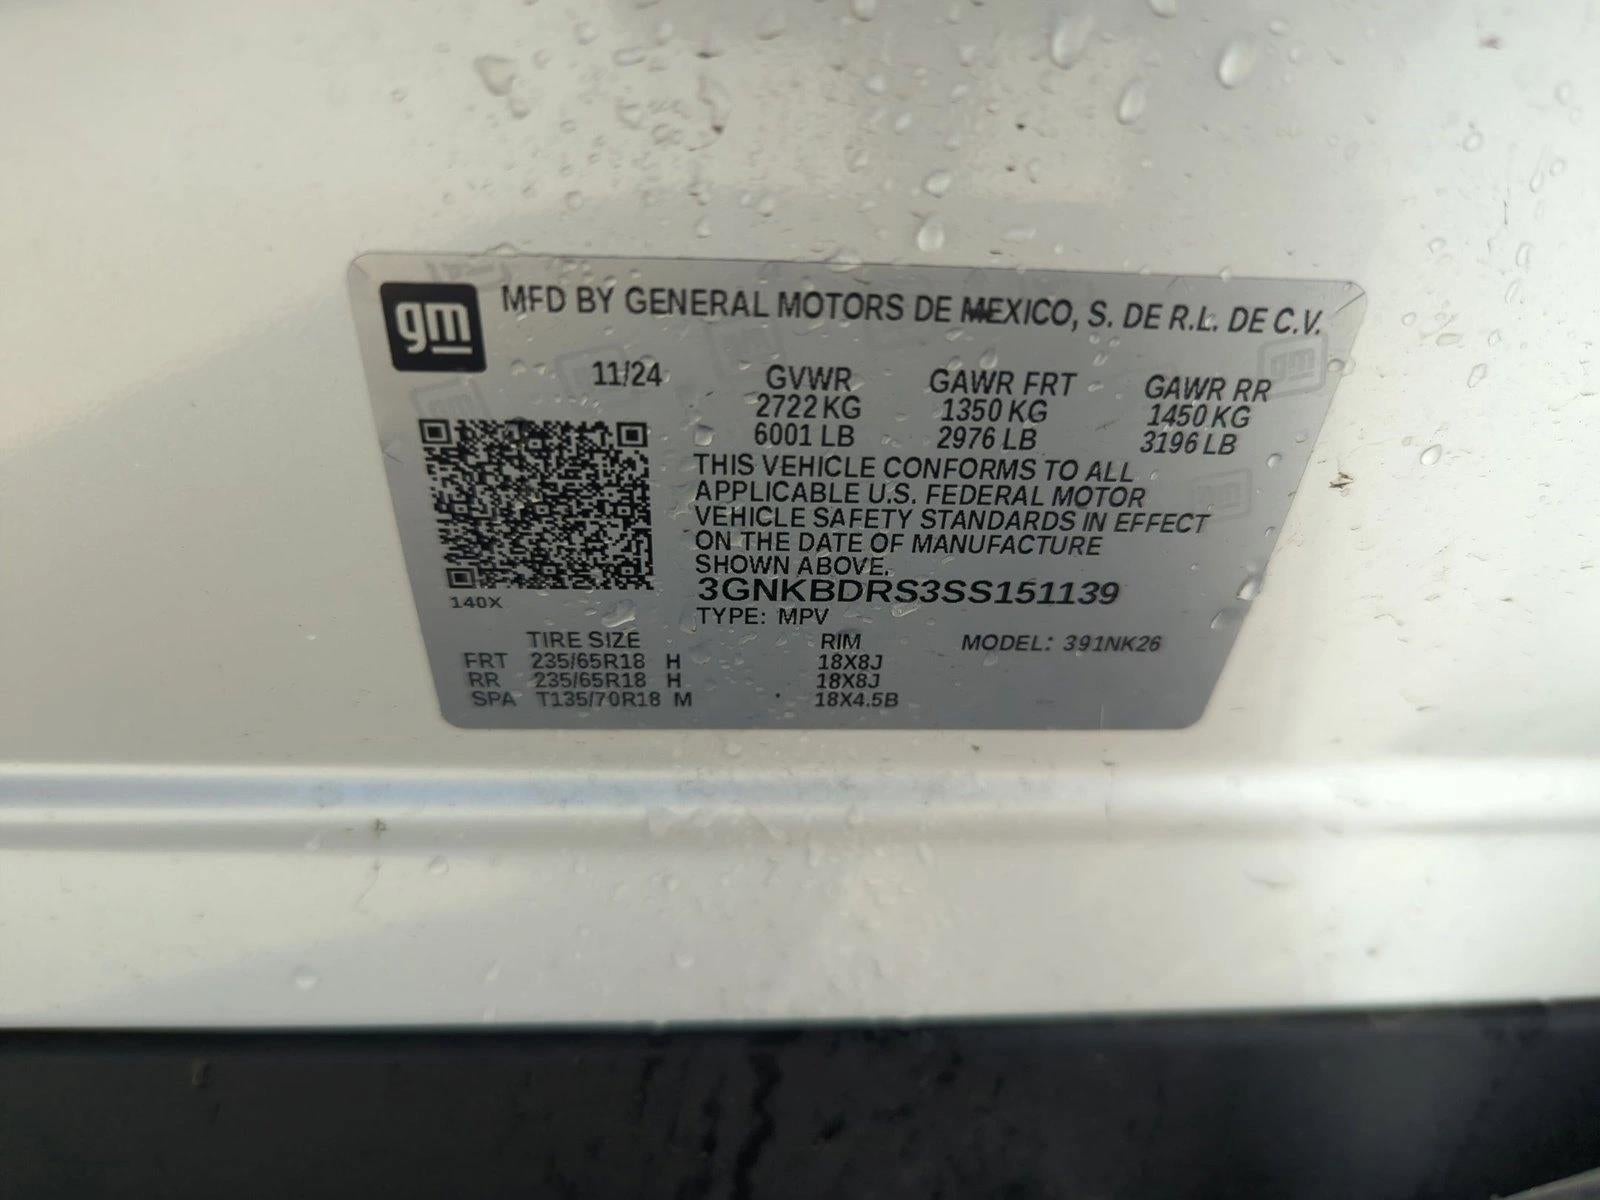 gm MFD BY GENERAL MOTORS DE MEXICO, S. DE R.L. DE C.V.
11/24 GVWR GAWR FRT GAWR RR
2722 KG 1350 KG 1450 KG
6001 LB 2976 LB 3196 LB
THIS VEHICLE CONFORMS TO ALL
APPLICABLE U.S. FEDERAL MOTOR
VEHICLE SAFETY STANDARDS IN EFFECT
ON THE DATE OF MANUFACTURE
SHOWN ABOVE.
3GNKBDRS3SS151139
140X
TYPE: MPV
TIRE SIZE RIM MODEL: 391NK26
FRT 235/65R18 H 18X8J
RR 235/65R18 H 18X8J
SPA T135/70R18 M 18X4.5B